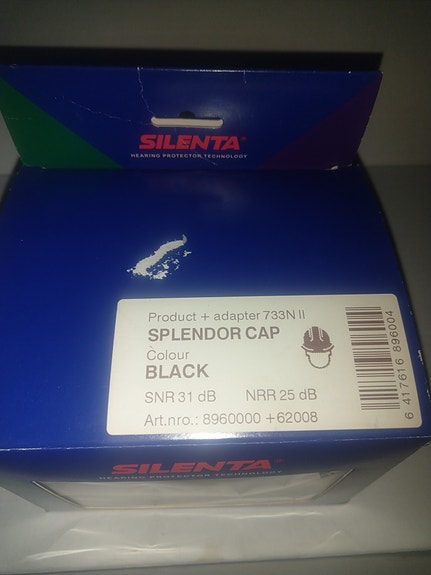 SILENTA
HEARING PROTECTOR TECHNOLOGY
Product + adapter 733N II
SPLENDOR CAP
Colour
BLACK
SNR 31 dB NRR 25 dB
Art.nro.: 8960000 +62008
6 417616 896004
SILENTA
HEARING PROTECTOR TECHNOLOGY